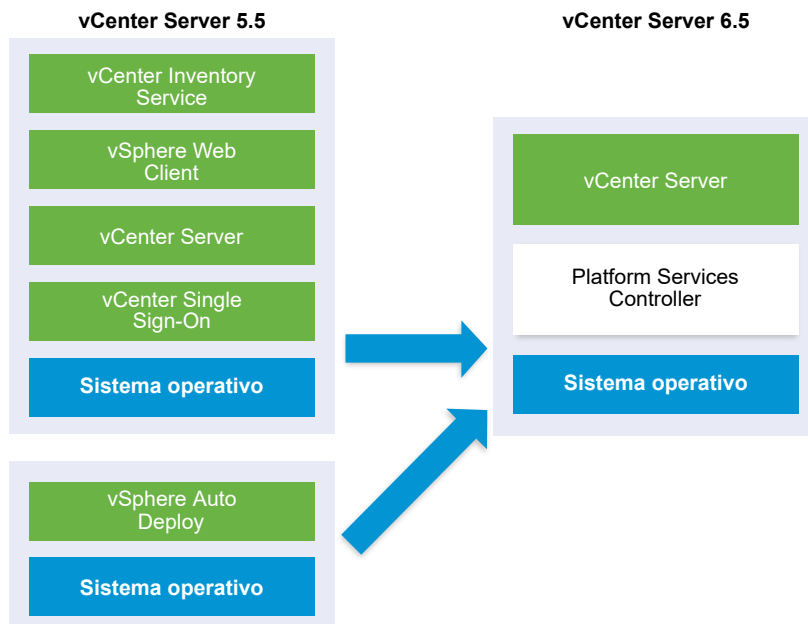 vCenter Server 5.5
vCenter Inventory
Service
vSphere Web
Client
vCenter Server
vCenter Single
Sign-On
Sistema operativo
vSphere Auto
Deploy
Sistema operativo
vCenter Server 6.5
vCenter Server
Platform Services
Controller
Sistema operativo